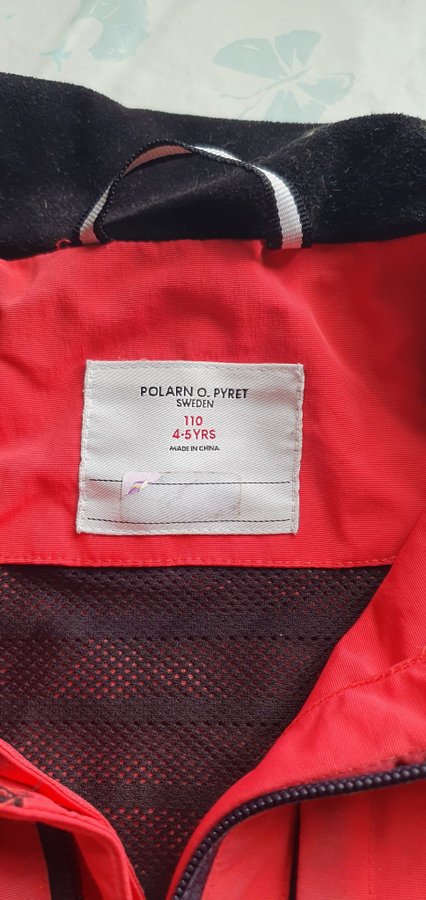 POLARN O. PYRET
SWEDEN
110
4-5YRS
MADE IN CHINA